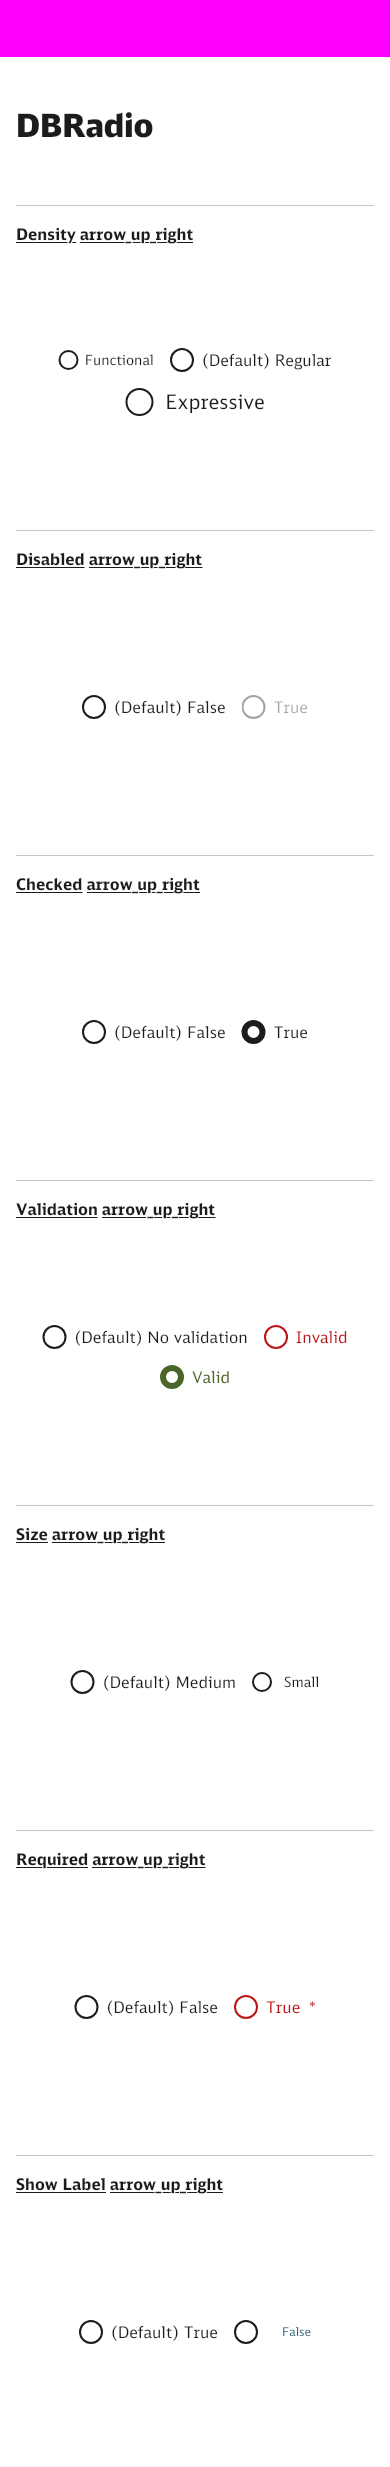 DBRadio
Density arrow_up_right
Functional (Default) Regular
Expressive
Disabled arrow_up_right
(Default) False True
Checked arrow_up_right
(Default) False True
Validation arrow_up_right
(Default) No validation Invalid
Valid
Size arrow_up_right
(Default) Medium Small
Required arrow_up_right
(Default) False True *
Show Label arrow_up_right
(Default) True False